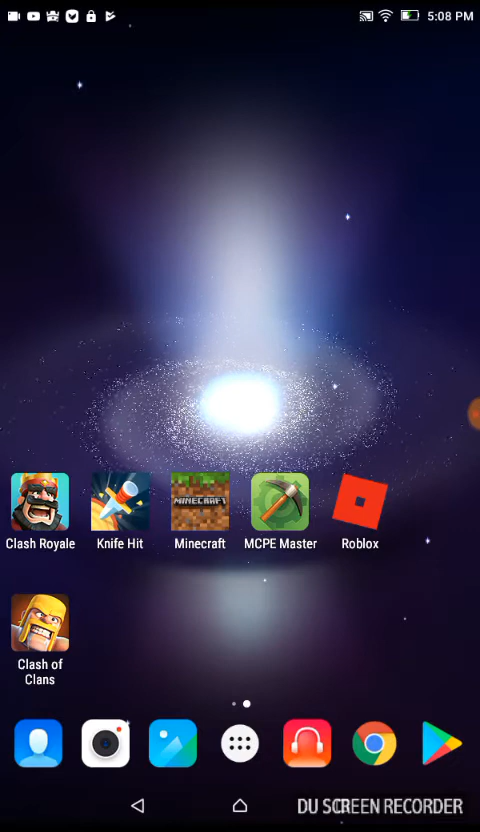 5:08 PM
MINECRAFT
Clash Royale
Knife Hit
Minecraft
MCPE Master
Roblox
Clash of
Clans
DU SCREEN RECORDER